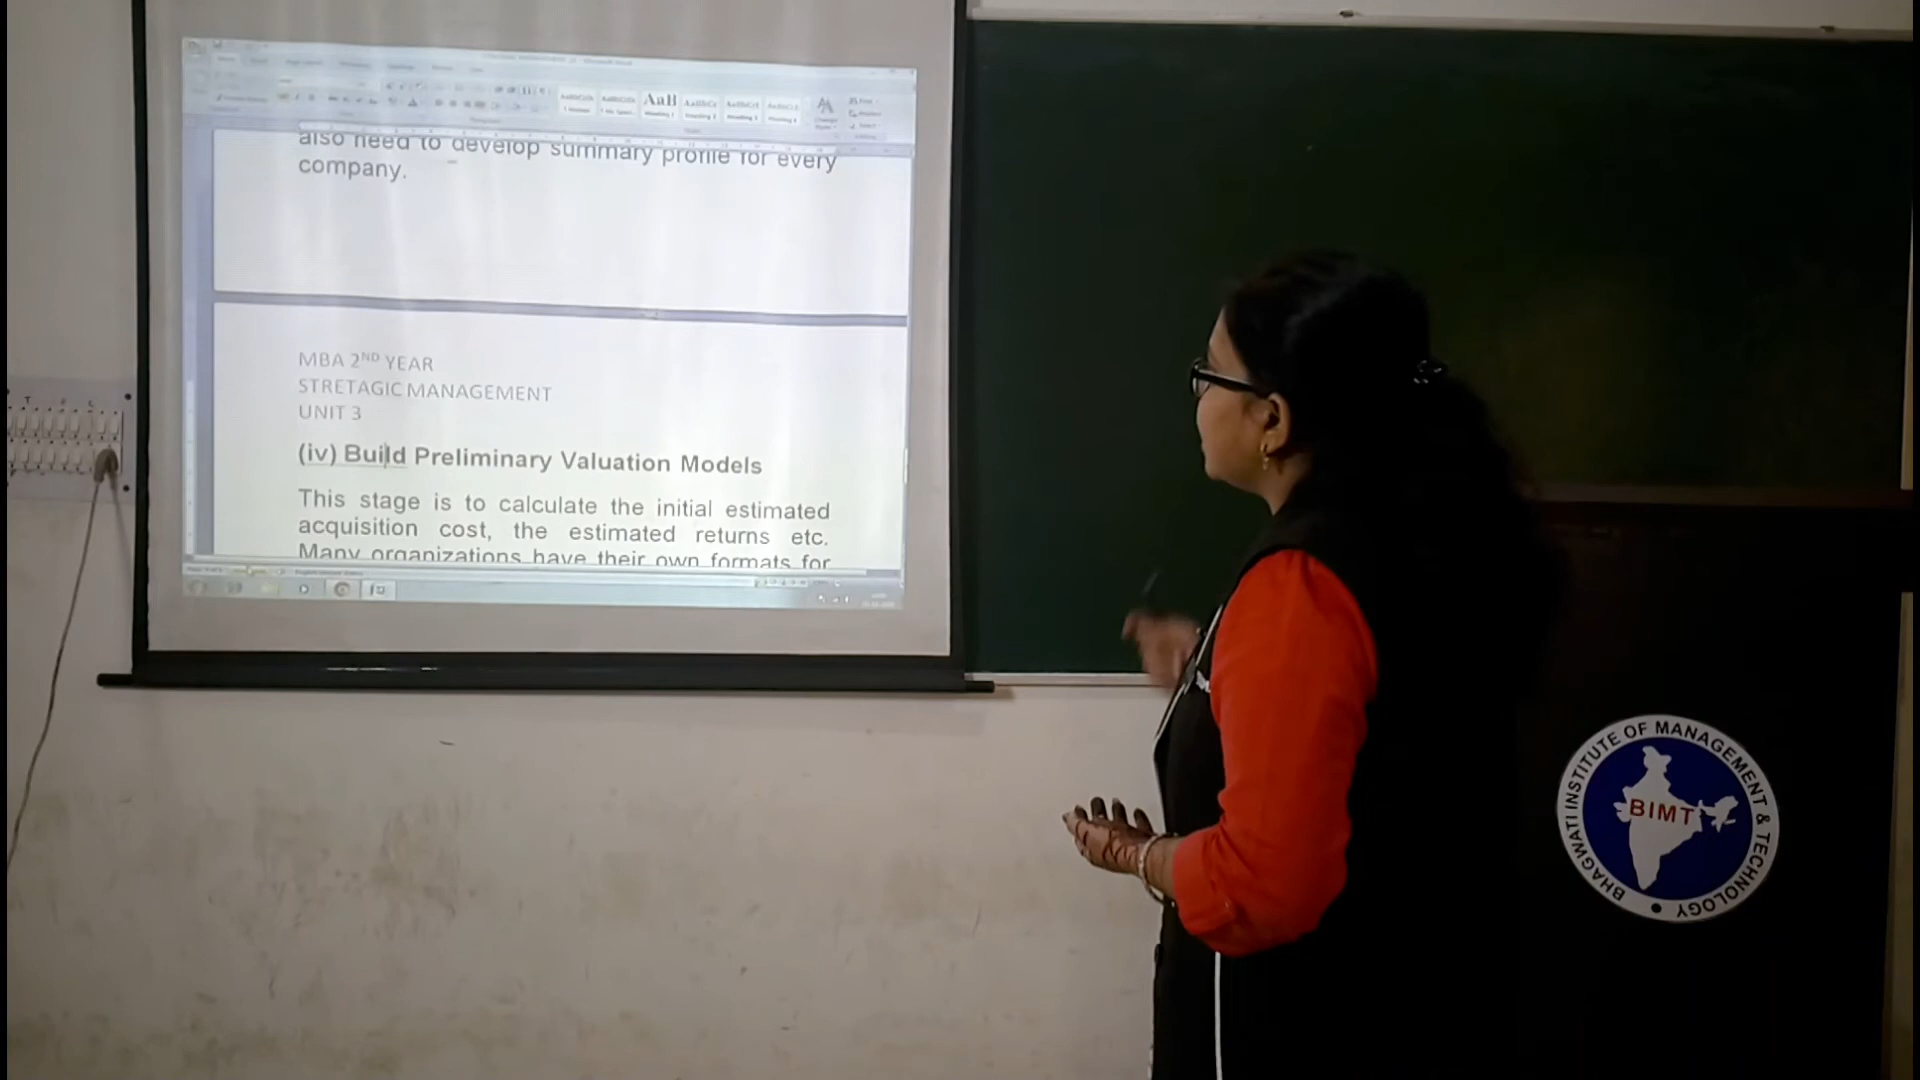 AaB
also need to develop summary profile for every
company.
MBA 2ND YEAR
STRETAGIC MANAGEMENT
UNIT 3
(iv) Build Preliminary Valuation Models
This stage is to calculate the initial estimated
acquisition cost, the estimated returns etc.
Many organizations have their own formats for
BHAGWATI INSTITUTE OF MANAGEMENT & TECHNOLOGY
BIMT